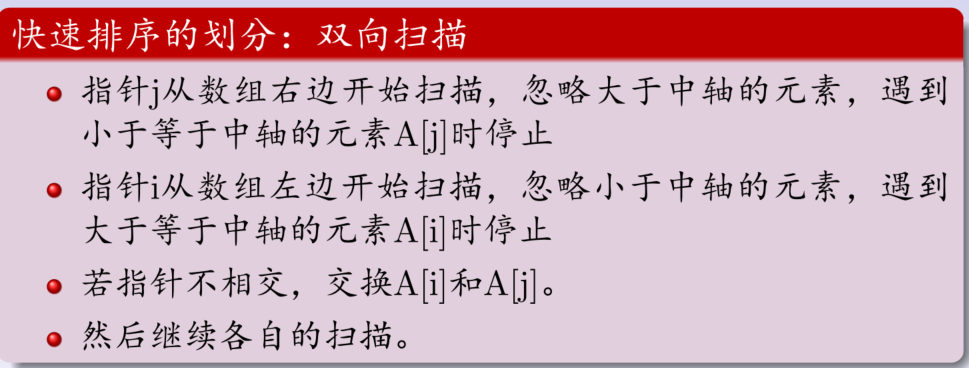 快速排序的划分：双向扫描
指针j从数组右边开始扫描，忽略大于中轴的元素，遇到
小于等于中轴的元素A[j]时停止
指针i从数组左边开始扫描，忽略小于中轴的元素，遇到
大于等于中轴的元素A[i]时停止
若指针不相交，交换A[i]和A[j]。
然后继续各自的扫描。